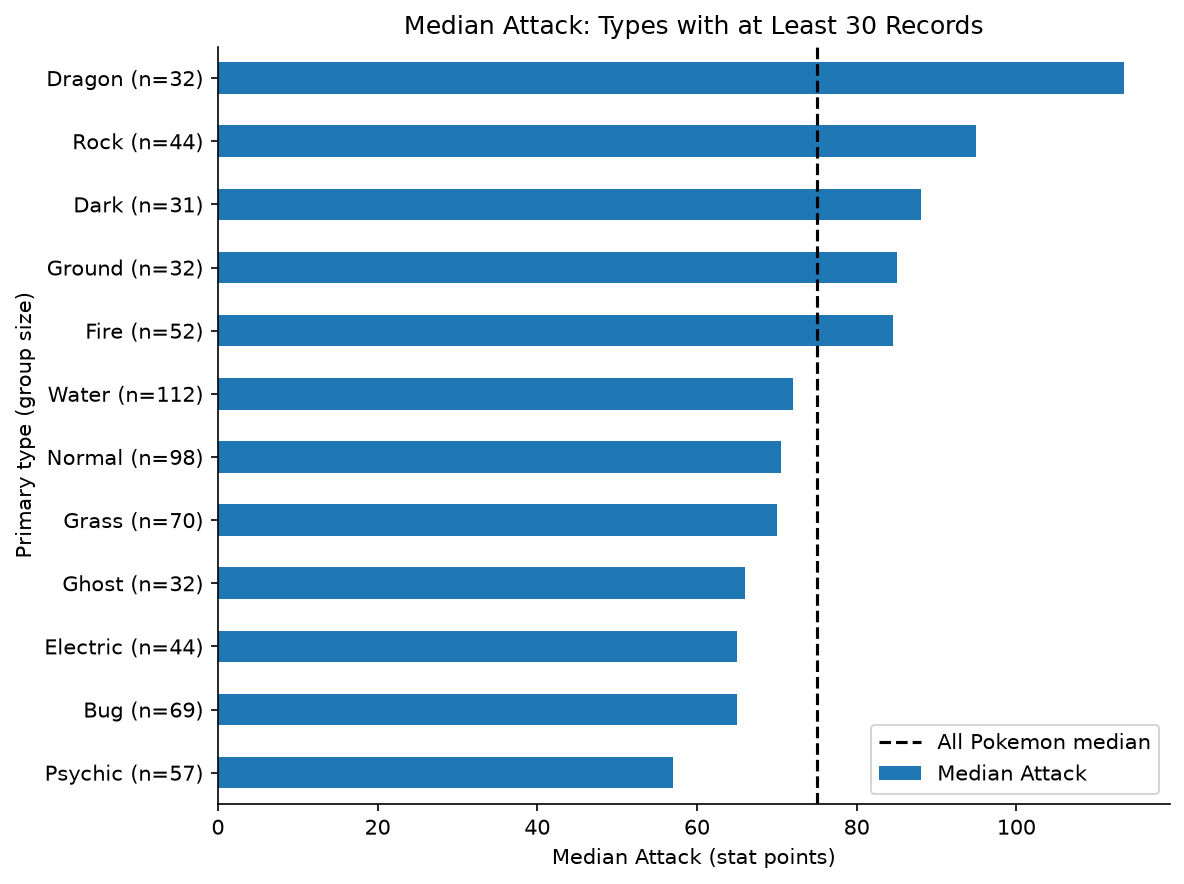 Median Attack: Types with at Least 30 Records
Primary type (group size)
Dragon (n=32)
Rock (n=44)
Dark (n=31)
Ground (n=32)
Fire (n=52)
Water (n=112)
Normal (n=98)
Grass (n=70)
Ghost (n=32)
Electric (n=44)
Bug (n=69)
Psychic (n=57)
All Pokemon median
Median Attack
0 20 40 60 80 100
Median Attack (stat points)